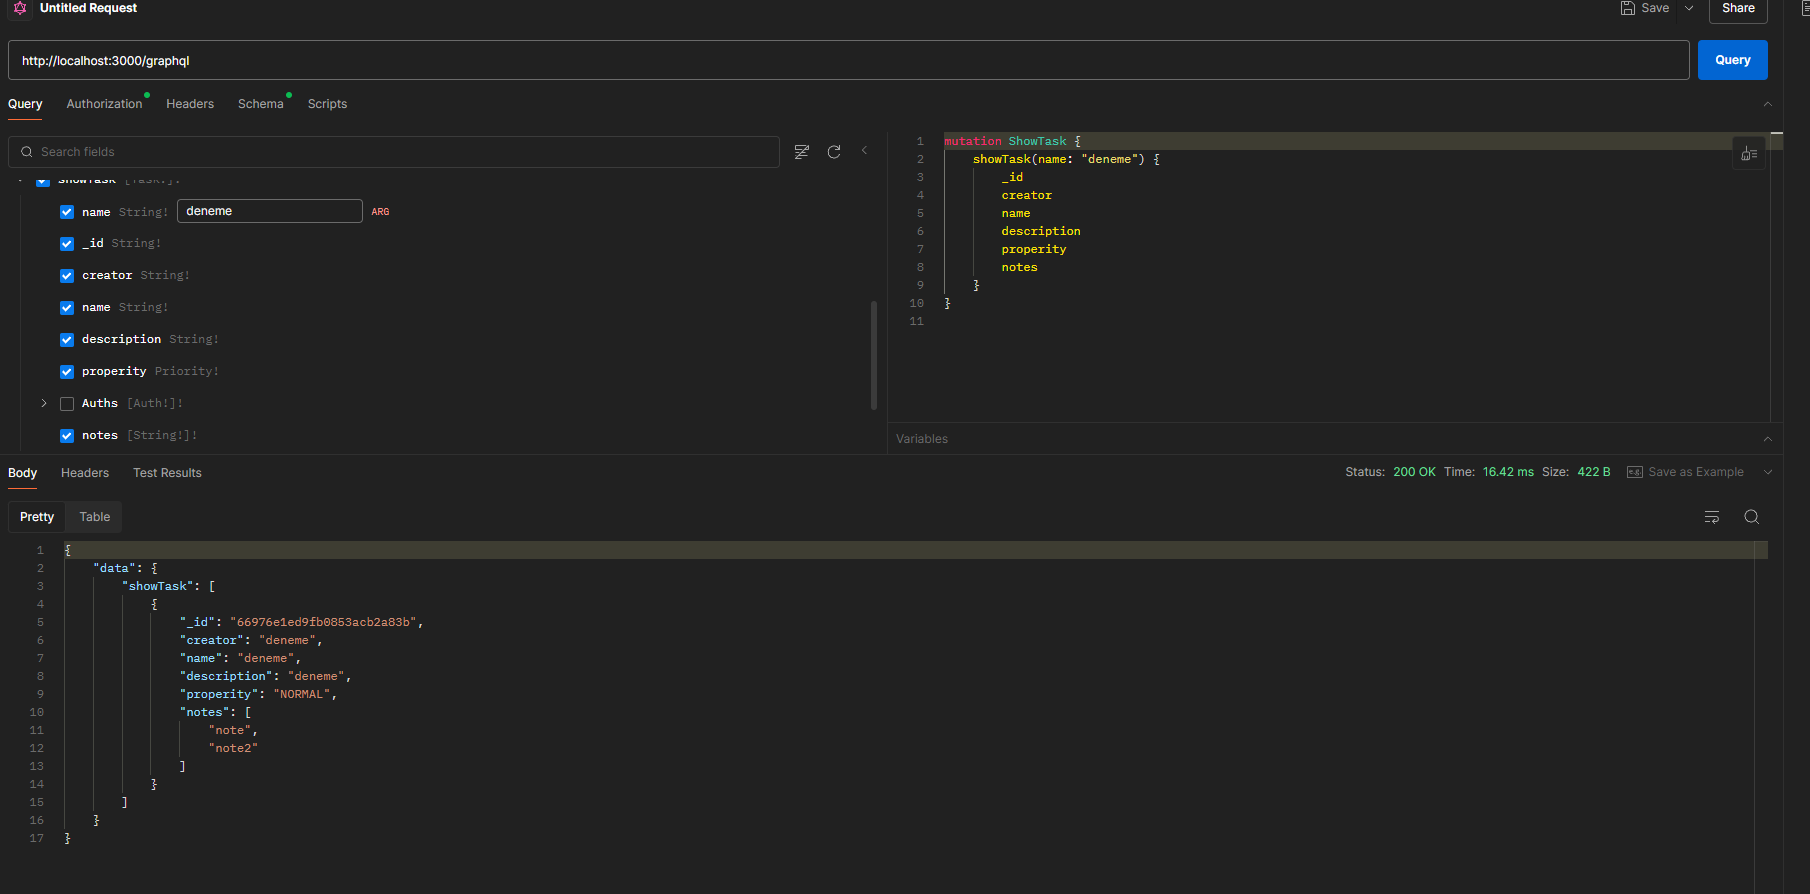 Untitled Request
Save
Share
http://localhost:3000/graphql
Query
Query Authorization Headers Schema Scripts
Search fields
showTask [Task!]!
name String! deneme ARG
_id String!
creator String!
name String!
description String!
properity Priority!
Auths [Auth!]!
notes [String!]!
1 mutation ShowTask {
2 showTask(name: "deneme") {
3 _id
4 creator
5 name
6 description
7 properity
8 notes
9 }
10 }
11
Variables
Body Headers Test Results
Status: 200 OK Time: 16.42 ms Size: 422 B Save as Example
Pretty Table
1 {
2 "data": {
3 "showTask": [
4 {
5 "_id": "66976e1ed9fb0853acb2a83b",
6 "creator": "deneme",
7 "name": "deneme",
8 "description": "deneme",
9 "properity": "NORMAL",
10 "notes": [
11 "note",
12 "note2"
13 ]
14 }
15 ]
16 }
17 }